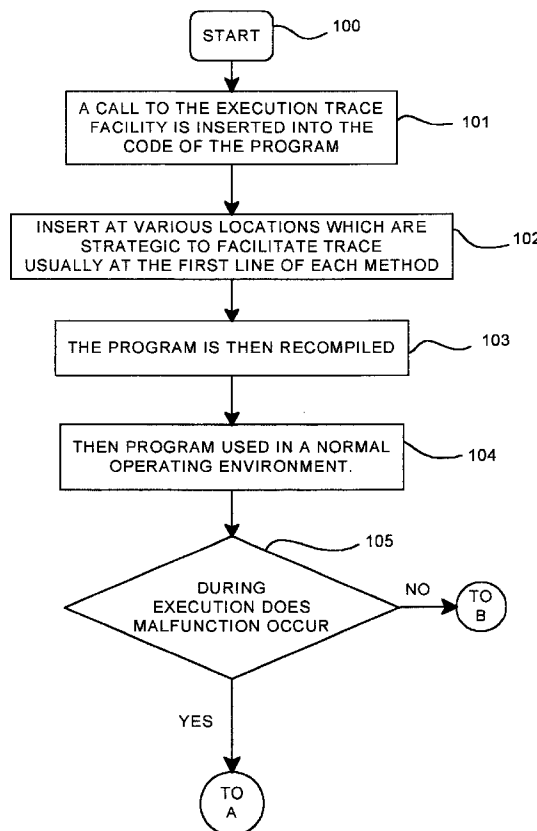 START
100
A CALL TO THE EXECUTION TRACE
FACILITY IS INSERTED INTO THE
CODE OF THE PROGRAM
101
INSERT AT VARIOUS LOCATIONS WHICH ARE
STRATEGIC TO FACILITATE TRACE
USUALLY AT THE FIRST LINE OF EACH METHOD
102
THE PROGRAM IS THEN RECOMPILED
103
THEN PROGRAM USED IN A NORMAL
OPERATING ENVIRONMENT.
104
105
DURING
EXECUTION DOES
MALFUNCTION OCCUR
NO
TO
B
YES
TO
A